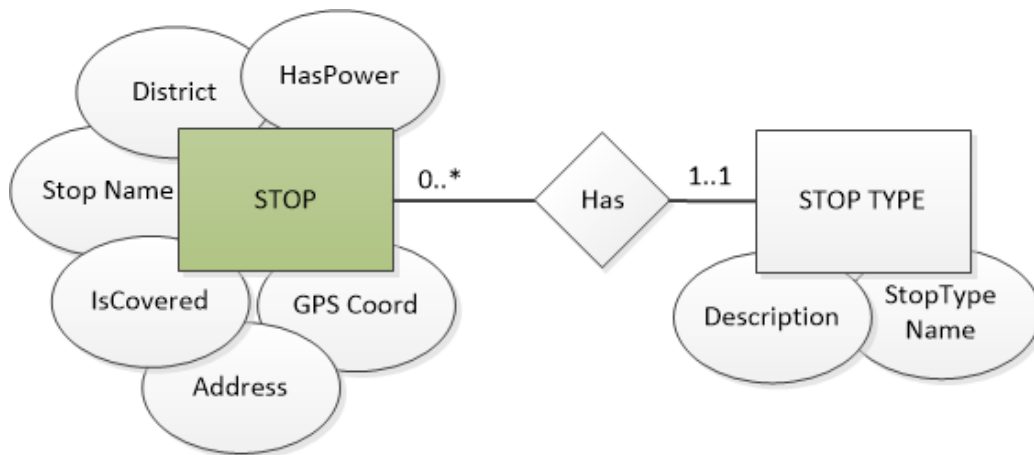 HasPower
District
Stop Name
STOP
0..*
Has
1..1
STOP TYPE
IsCovered
GPS Coord
Address
Description
StopType
Name